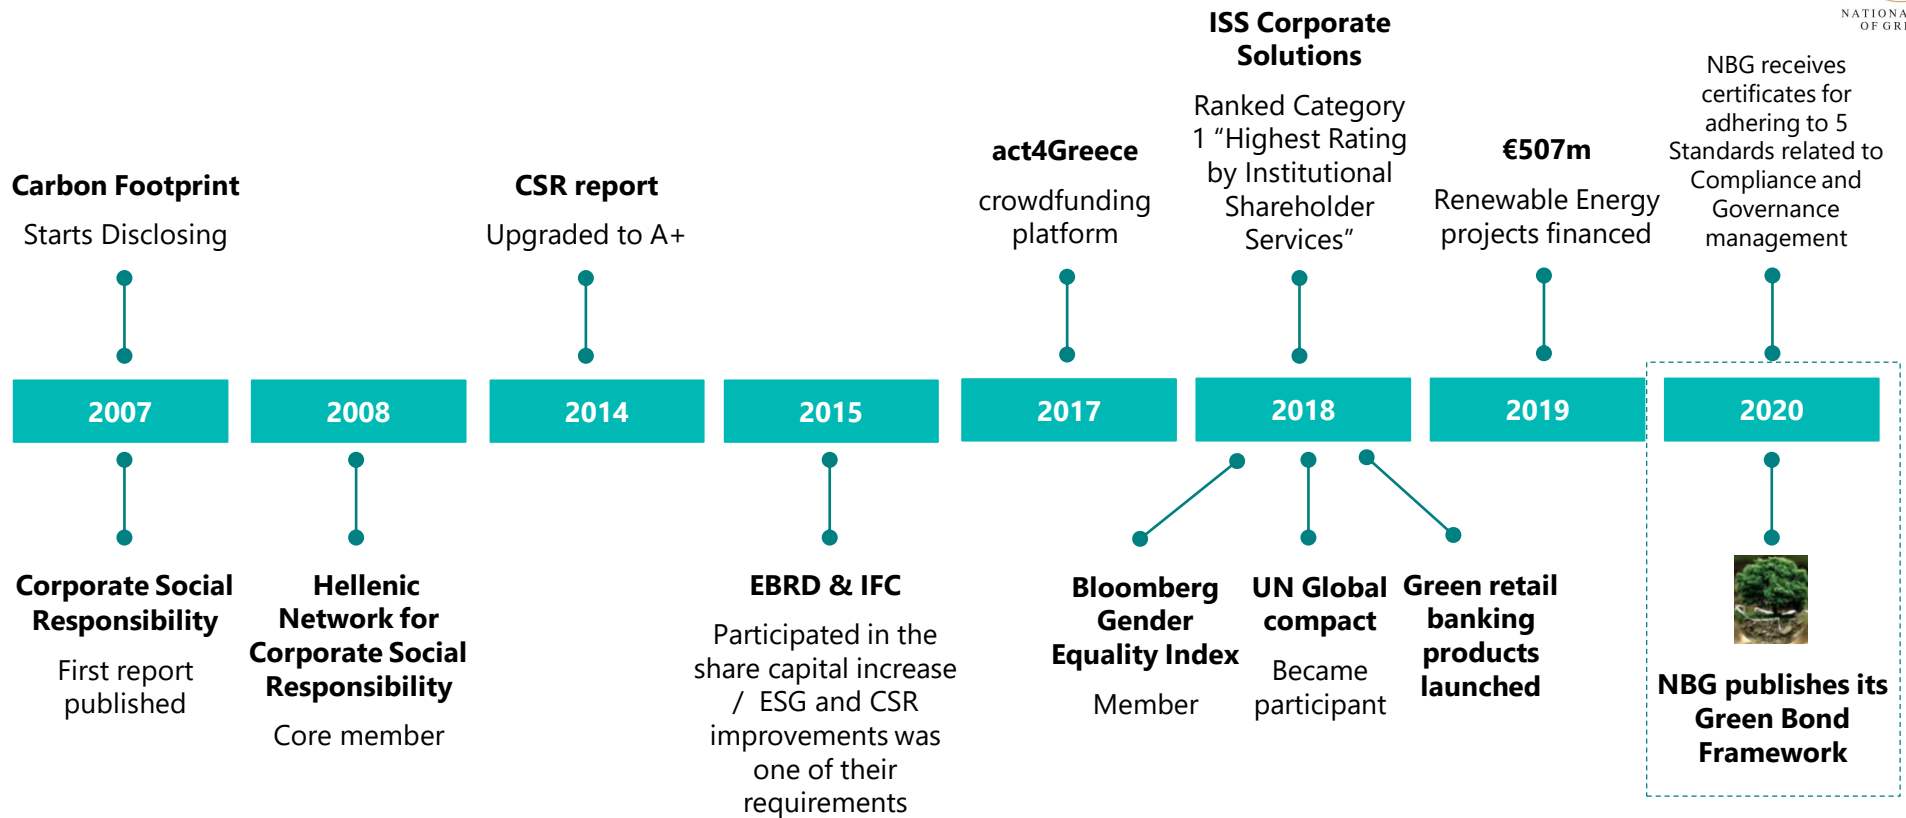 NATIONA
OF GRE
Carbon Footprint
Starts Disclosing
CSR report
Upgraded to A+
act4Greece
crowdfunding
platform
ISS Corporate
Solutions
Ranked Category
1 “Highest Rating
by Institutional
Shareholder
Services”
€507m
Renewable Energy
projects financed
NBG receives
certificates for
adhering to 5
Standards related to
Compliance and
Governance
management
2007
2008
2014
2015
2017
2018
2019
2020
Corporate Social
Responsibility
First report
published
Hellenic
Network for
Corporate Social
Responsibility
Core member
EBRD & IFC
Participated in the
share capital increase
/ ESG and CSR
improvements was
one of their
requirements
Bloomberg
Gender
Equality Index
Member
UN Global
compact
Became
participant
Green retail
banking
products
launched
NBG publishes its
Green Bond
Framework